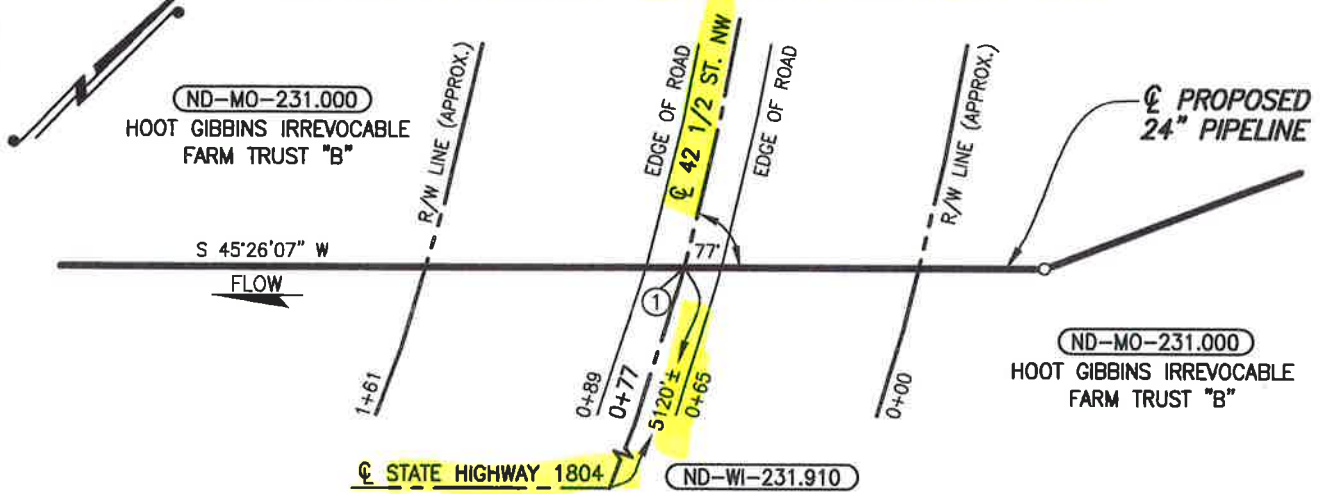 ND-MO-231.000
HOOT GIBBINS IRREVOCABLE
FARM TRUST "B"
R/W LINE (APPROX.)
EDGE OF ROAD
℄ 42 1/2 ST. NW
EDGE OF ROAD
R/W LINE (APPROX.)
℄ PROPOSED
24" PIPELINE
S 45°26'07" W
FLOW
77°
1
1+61
0+89
0+77
5120'±
0+65
0+00
ND-MO-231.000
HOOT GIBBINS IRREVOCABLE
FARM TRUST "B"
℄ STATE HIGHWAY 1804
ND-WI-231.910